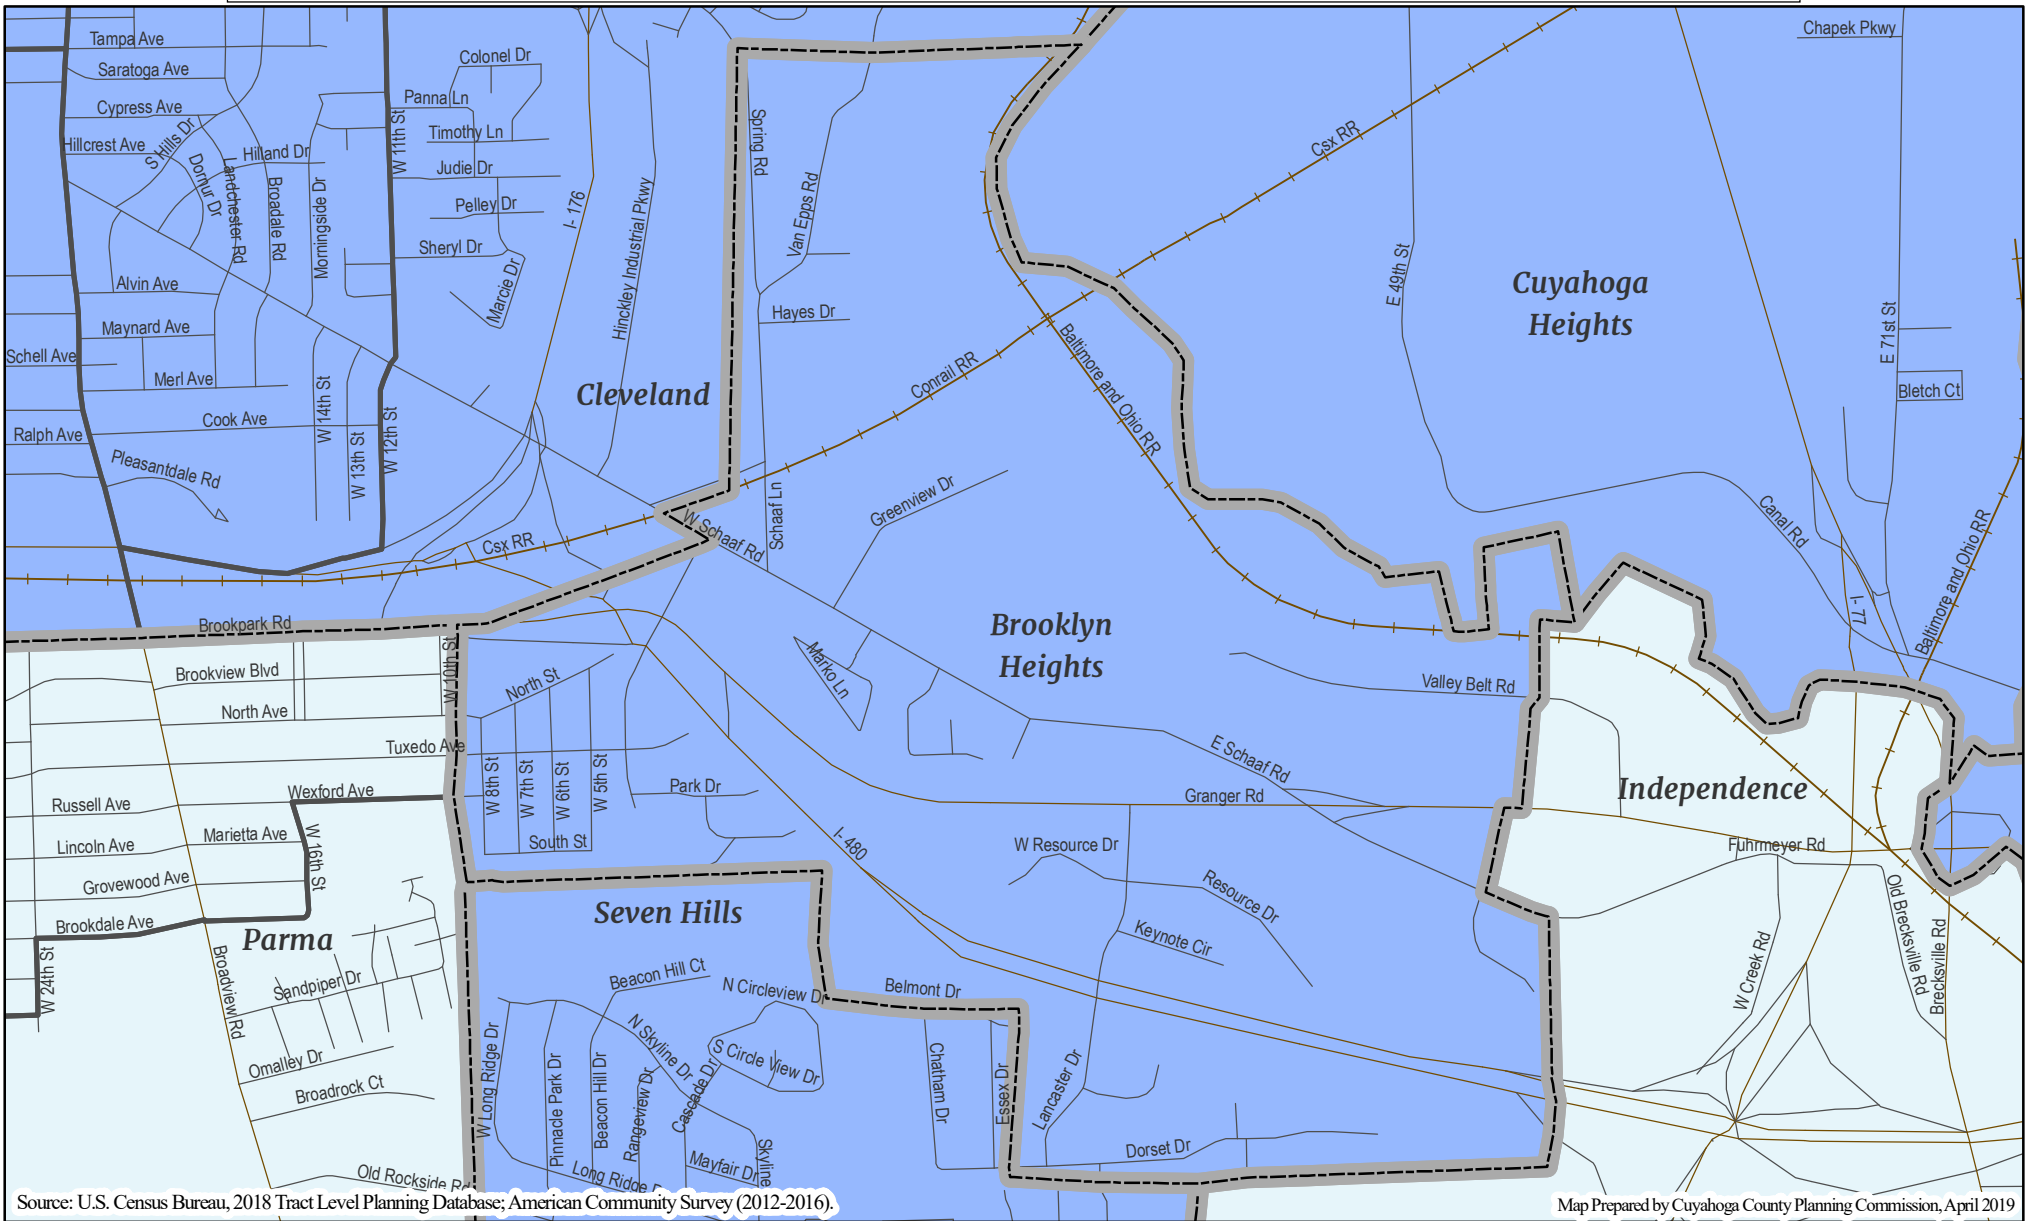 Tampa Ave
Saratoga Ave
Cypress Ave
Hillcrest Ave
S Hills Dr
Dornur Dr
Landchester Rd
Hilland Dr
Broadale Rd
Morningside Dr
W 11th St
Colonel Dr
Panna Ln
Timothy Ln
Judie Dr
Pelley Dr
Sheryl Dr
Marcie Dr
I- 176
Hinckley Industrial Pkwy
Spring Rd
Van Epps Rd
Hayes Dr
Csx RR
Chapek Pkwy
E 49th St
Cuyahoga
Heights
E 71st St
Bletch Ct
Alvin Ave
Maynard Ave
Schell Ave
Merl Ave
Cook Ave
Ralph Ave
Pleasantdale Rd
W 14th St
W 13th St
W 12th St
Cleveland
Conrail RR
Baltimore and Ohio RR
Greenview Dr
Schaaf Ln
W Schaaf Rd
Csx RR
Canal Rd
I- 77
Baltimore and Ohio RR
Brookpark Rd
Brookview Blvd
North Ave
W 10th St
Tuxedo Ave
North St
Marko Ln
Brooklyn
Heights
Valley Belt Rd
E Schaaf Rd
Granger Rd
Independence
Wexford Ave
Russell Ave
Lincoln Ave
Marietta Ave
W 16th St
Grovewood Ave
Brookdale Ave
W 8th St
W 7th St
W 6th St
W 5th St
South St
Park Dr
I- 480
W Resource Dr
Resource Dr
Keynote Cir
Fuhrmeyer Rd
Old Brecksville Rd
Brecksville Rd
W Creek Rd
Parma
Seven Hills
W 24th St
Broadview Rd
Sandpiper Dr
Omalley Dr
Broadrock Ct
Old Rockside Rd
W Long Ridge Dr
Pinnacle Park Dr
Beacon Hill Dr
Beacon Hill Ct
N Skyline Dr
Rangeview Dr
Cascade Dr
N Circleview Dr
S Circle View Dr
Long Ridge
Mayfair Dr
Skyline
Belmont Dr
Chatham Dr
Essex Dr
Lancaster Dr
Dorset Dr
Source: U.S. Census Bureau, 2018 Tract Level Planning Database; American Community Survey (2012-2016).
Map Prepared by Cuyahoga County Planning Commission, April 2019